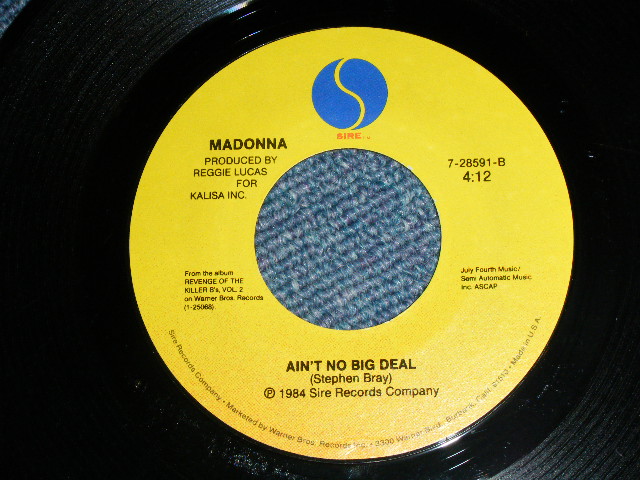 SIRE
MADONNA
PRODUCED BY
REGGIE LUCAS
FOR
KALISA INC.
7-28591-B
4:12
From the album
REVENGE OF THE
KILLER B's, VOL. 2
on Warner Bros. Records
(1-25068).
July Fourth Music/
Semi Automatic Music
Inc. ASCAP
AIN'T NO BIG DEAL
(Stephen Bray)
℗ 1984 Sire Records Company
Sire Records Company, • Marketed by Warner Bros. Records Inc. • 3300 Warner Burbank, Calif. 91510 • Made in U.S.A.